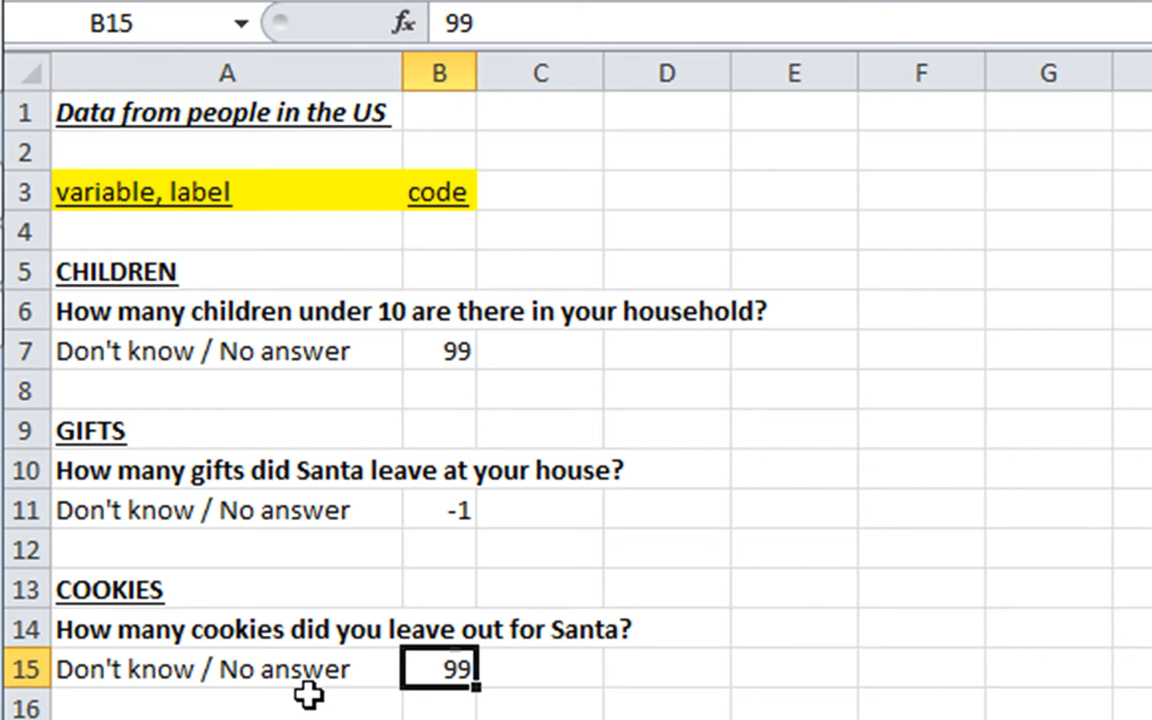 B15 fx 99
A B C D E F G
1 Data from people in the US
2
3 variable, label code
4
5 CHILDREN
6 How many children under 10 are there in your household?
7 Don't know / No answer 99
8
9 GIFTS
10 How many gifts did Santa leave at your house?
11 Don't know / No answer -1
12
13 COOKIES
14 How many cookies did you leave out for Santa?
15 Don't know / No answer 99
16